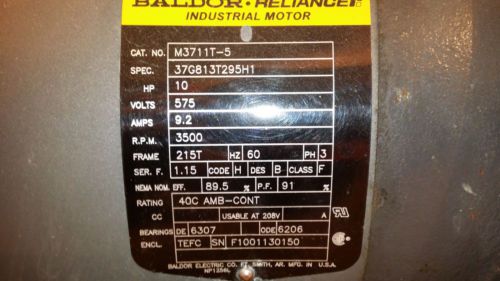 BALDOR · RELIANCE
INDUSTRIAL MOTOR
CAT. NO. M3711T-5
SPEC. 37G813T295H1
HP 10
VOLTS 575
AMPS 9.2
R.P.M. 3500
FRAME 215T HZ 60 PH 3
SER. F. 1.15 CODE H DES B CLASS F
NEMA NOM. EFF. 89.5 % P.F. 91 %
RATING 40C AMB-CONT
CC USABLE AT 208V A
BEARINGS DE 6307 ODE 6206
ENCL. TEFC SN F1001130150
BALDOR ELECTRIC CO. FT. SMITH, AR. MFD. IN U.S.A.
NP1256L